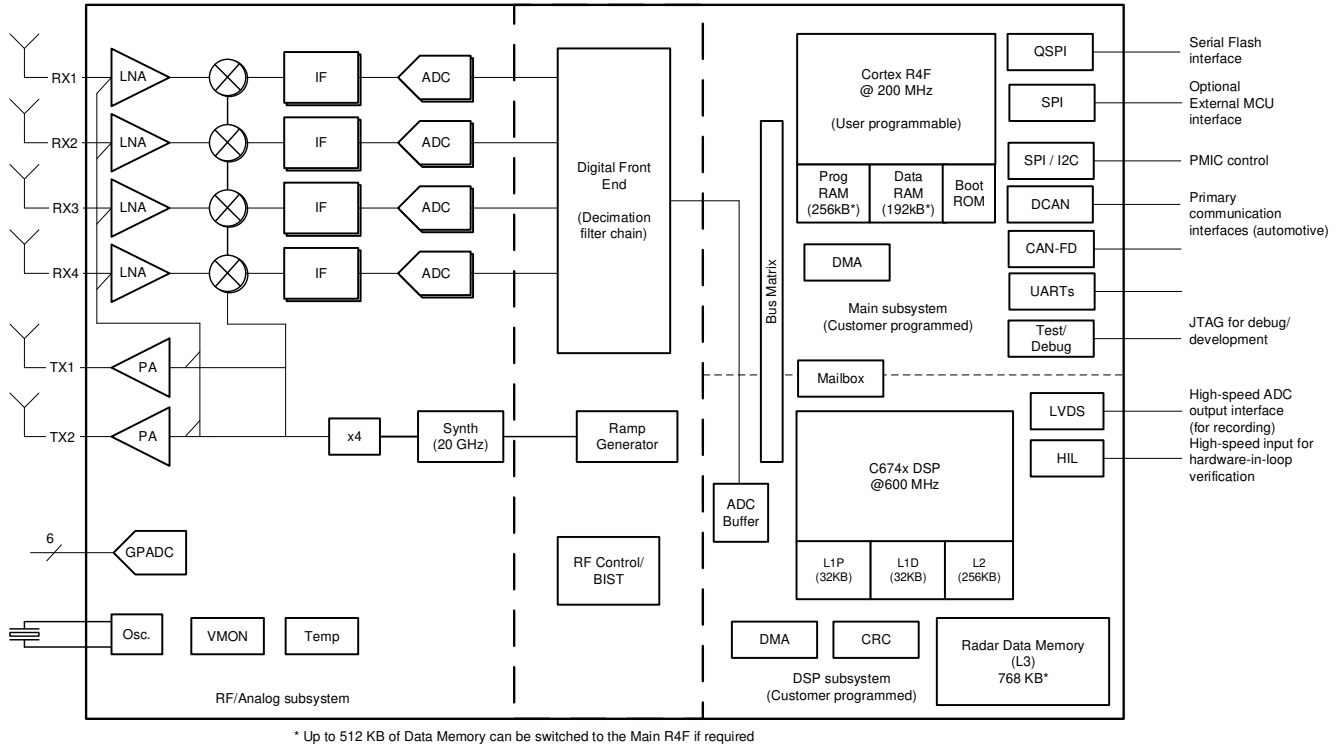 RX1
LNA
IF
ADC
RX2
LNA
IF
ADC
RX3
LNA
IF
ADC
RX4
LNA
IF
ADC
TX1
PA
TX2
PA
x4
Synth
(20 GHz)
6
GPADC
Osc.
VMON
Temp
RF/Analog subsystem
Digital Front
End
(Decimation
filter chain)
Ramp
Generator
RF Control/
BIST
ADC
Buffer
Bus Matrix
Cortex R4F
@ 200 MHz
(User programmable)
Prog
RAM
(256kB*)
Data
RAM
(192kB*)
Boot
ROM
DMA
Main subsystem
(Customer programmed)
Mailbox
QSPI
SPI
SPI / I2C
DCAN
CAN-FD
UARTs
Test/
Debug
Serial Flash
interface
Optional
External MCU
interface
PMIC control
Primary
communication
interfaces (automotive)
JTAG for debug/
development
LVDS
HIL
High-speed ADC
output interface
(for recording)
High-speed input for
hardware-in-loop
verification
C674x DSP
@600 MHz
L1P
(32KB)
L1D
(32KB)
L2
(256KB)
DMA
CRC
DSP subsystem
(Customer programmed)
Radar Data Memory
(L3)
768 KB*
* Up to 512 KB of Data Memory can be switched to the Main R4F if required